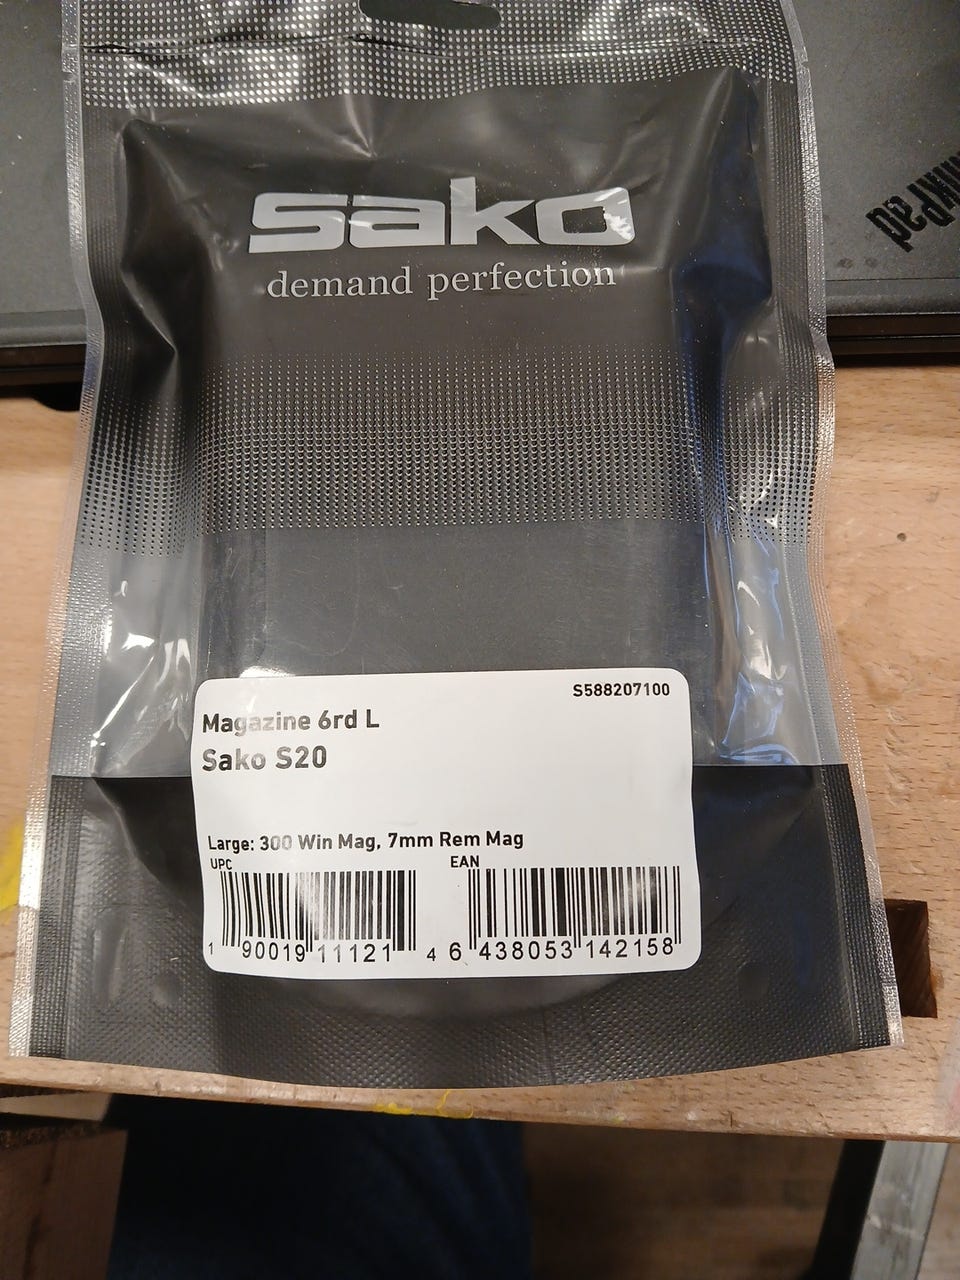 sako
demand perfection
S588207100
Magazine 6rd L
Sako S20
Large: 300 Win Mag, 7mm Rem Mag
UPC EAN
1 90019 11121 4 6 438053 142158